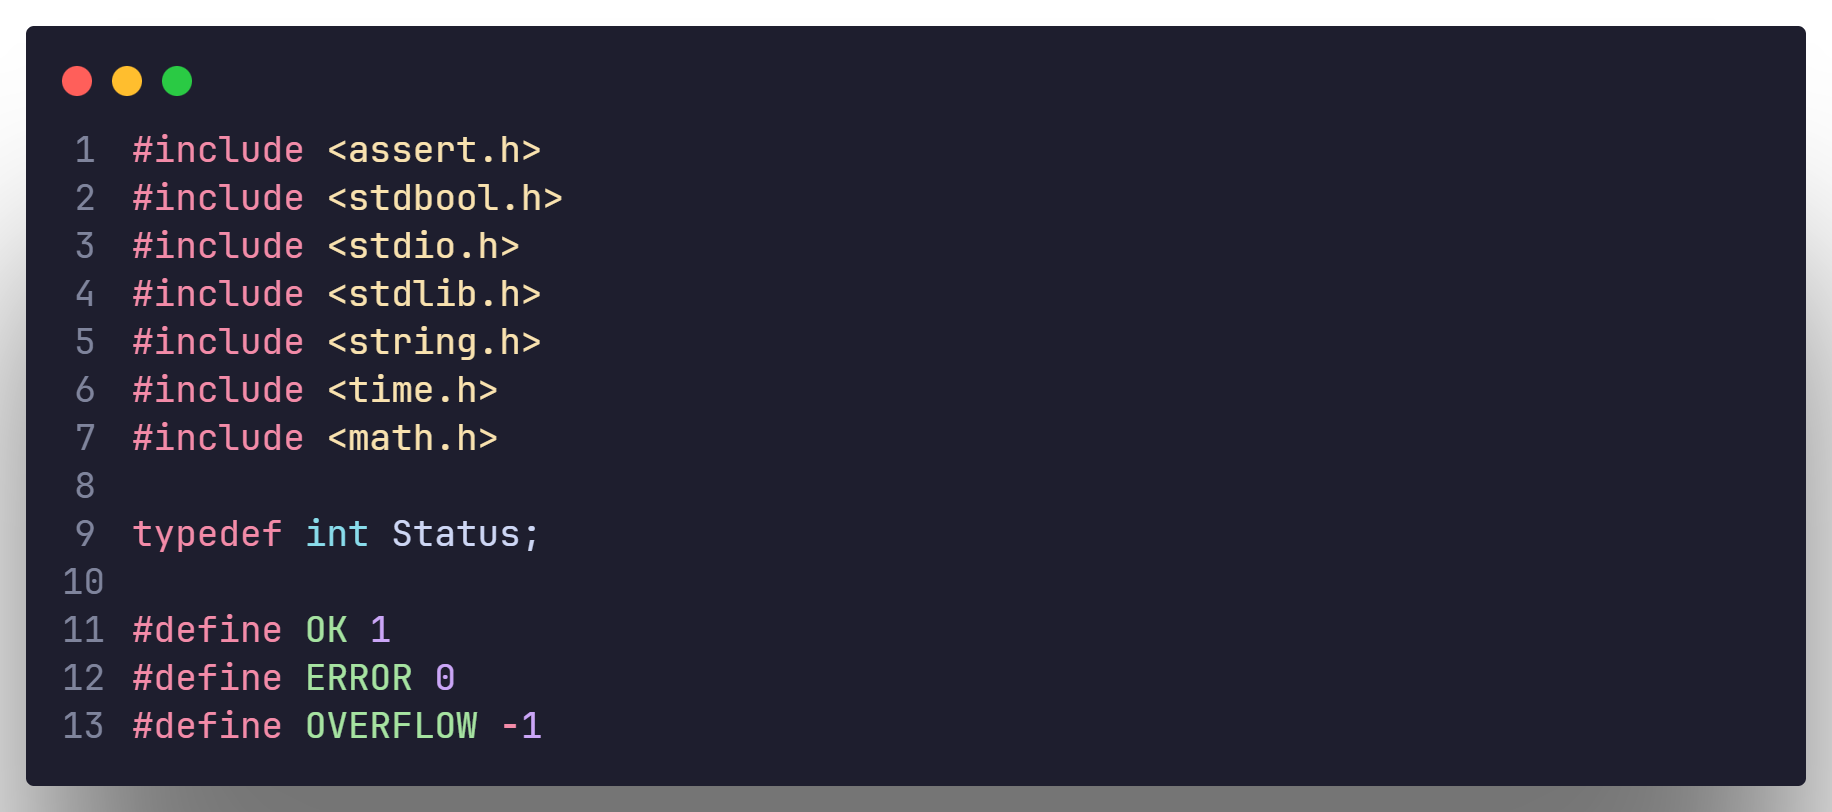 1 #include <assert.h>
2 #include <stdbool.h>
3 #include <stdio.h>
4 #include <stdlib.h>
5 #include <string.h>
6 #include <time.h>
7 #include <math.h>
8
9 typedef int Status;
10
11 #define OK 1
12 #define ERROR 0
13 #define OVERFLOW -1